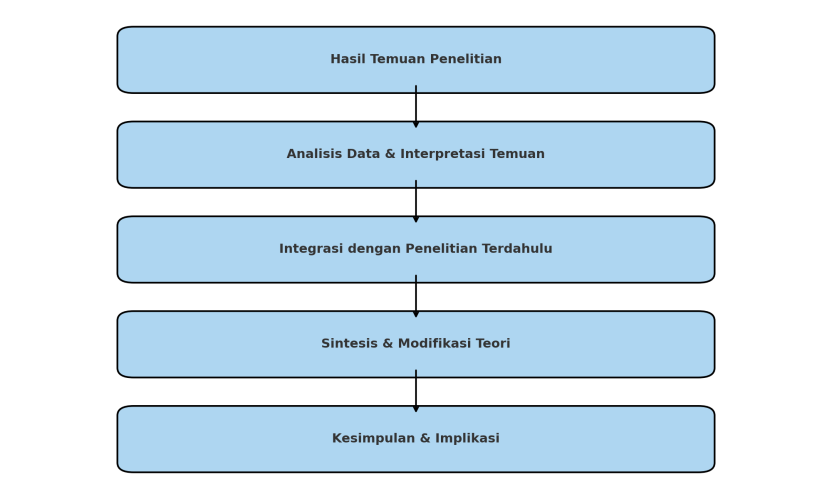 Hasil Temuan Penelitian
Analisis Data & Interpretasi Temuan
Integrasi dengan Penelitian Terdahulu
Sintesis & Modifikasi Teori
Kesimpulan & Implikasi